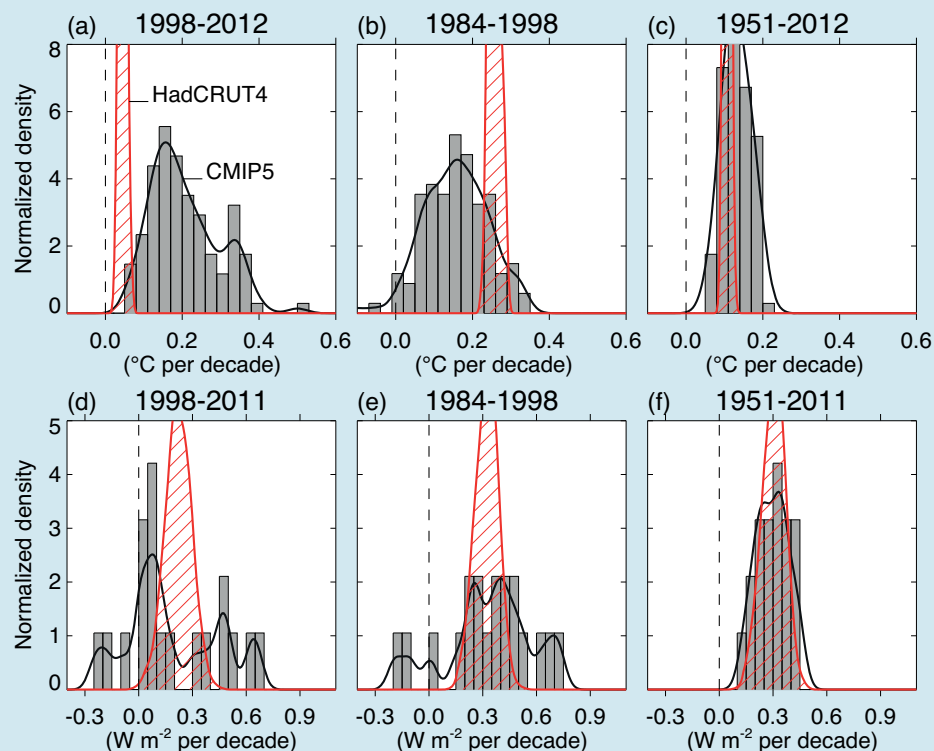 (a) 1998-2012
(b) 1984-1998
(c) 1951-2012
Normalized density
8
6
4
2
0
HadCRUT4
CMIP5
0.0 0.2 0.4 0.6
(°C per decade)
0.0 0.2 0.4 0.6
(°C per decade)
0.0 0.2 0.4 0.6
(°C per decade)
(d) 1998-2011
(e) 1984-1998
(f) 1951-2011
Normalized density
5
4
3
2
1
0
-0.3 0.0 0.3 0.6 0.9
(W m⁻² per decade)
-0.3 0.0 0.3 0.6 0.9
(W m⁻² per decade)
-0.3 0.0 0.3 0.6 0.9
(W m⁻² per decade)